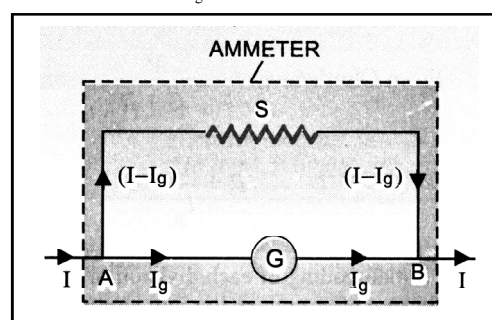 g
AMMETER
S
(I–Ig) (I–Ig)
G
I A Ig Ig B I